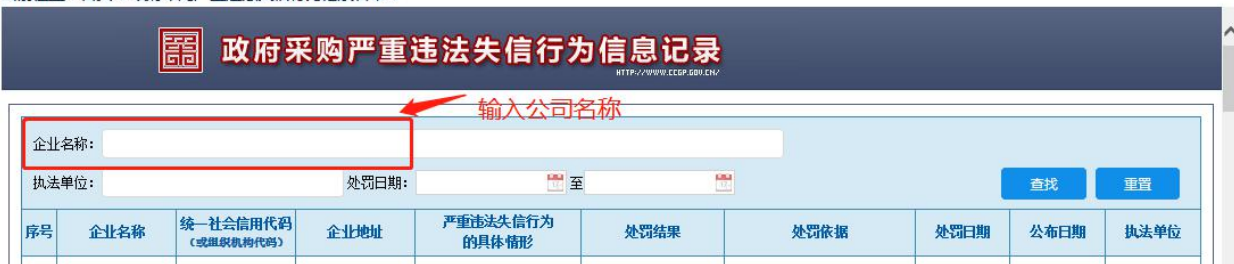 政府采购严重违法失信行为信息记录
HTTP://WWW.CCGP.GOV.CN/
输入公司名称
企业名称：
执法单位： 处罚日期： 至 查找 重置
序号 企业名称 统一社会信用代码 企业地址 严重违法失信行为 处罚结果 处罚依据 处罚日期 公布日期 执法单位
（或组织机构代码） 的具体情形